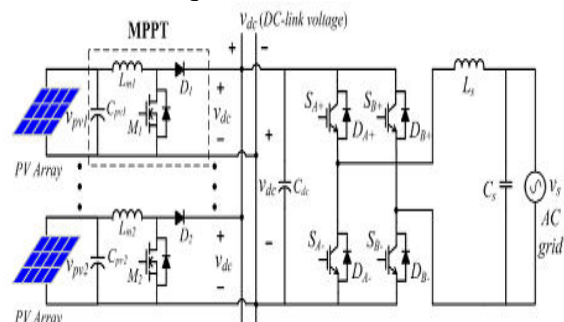 v_dc (DC-link voltage)
MPPT
+ −
L_m1
D_1
+
v_pv1
C_pv1
M_1
v_dc
−
PV Array
S_A+
D_A+
S_B+
D_B+
L_s
+
v_dc
C_dc
−
C_s
v_s
AC
grid
L_m2
D_2
+
v_pv2
C_pv2
M_2
v_dc
−
PV Array
S_A-
D_A-
S_B-
D_B-